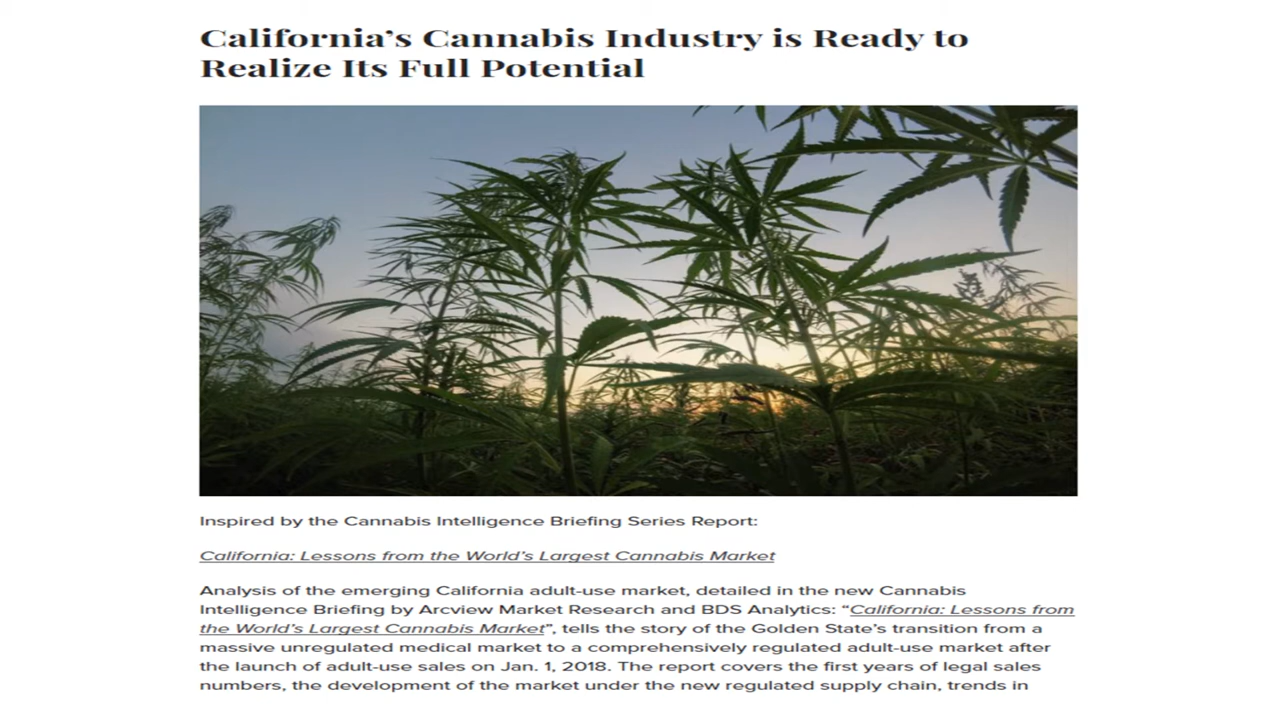 California’s Cannabis Industry is Ready to
Realize Its Full Potential
Inspired by the Cannabis Intelligence Briefing Series Report:
California: Lessons from the World’s Largest Cannabis Market
Analysis of the emerging California adult-use market, detailed in the new Cannabis
Intelligence Briefing by Arcview Market Research and BDS Analytics: “California: Lessons from
the World’s Largest Cannabis Market”, tells the story of the Golden State’s transition from a
massive unregulated medical market to a comprehensively regulated adult-use market after
the launch of adult-use sales on Jan. 1, 2018. The report covers the first years of legal sales
numbers, the development of the market under the new regulated supply chain, trends in